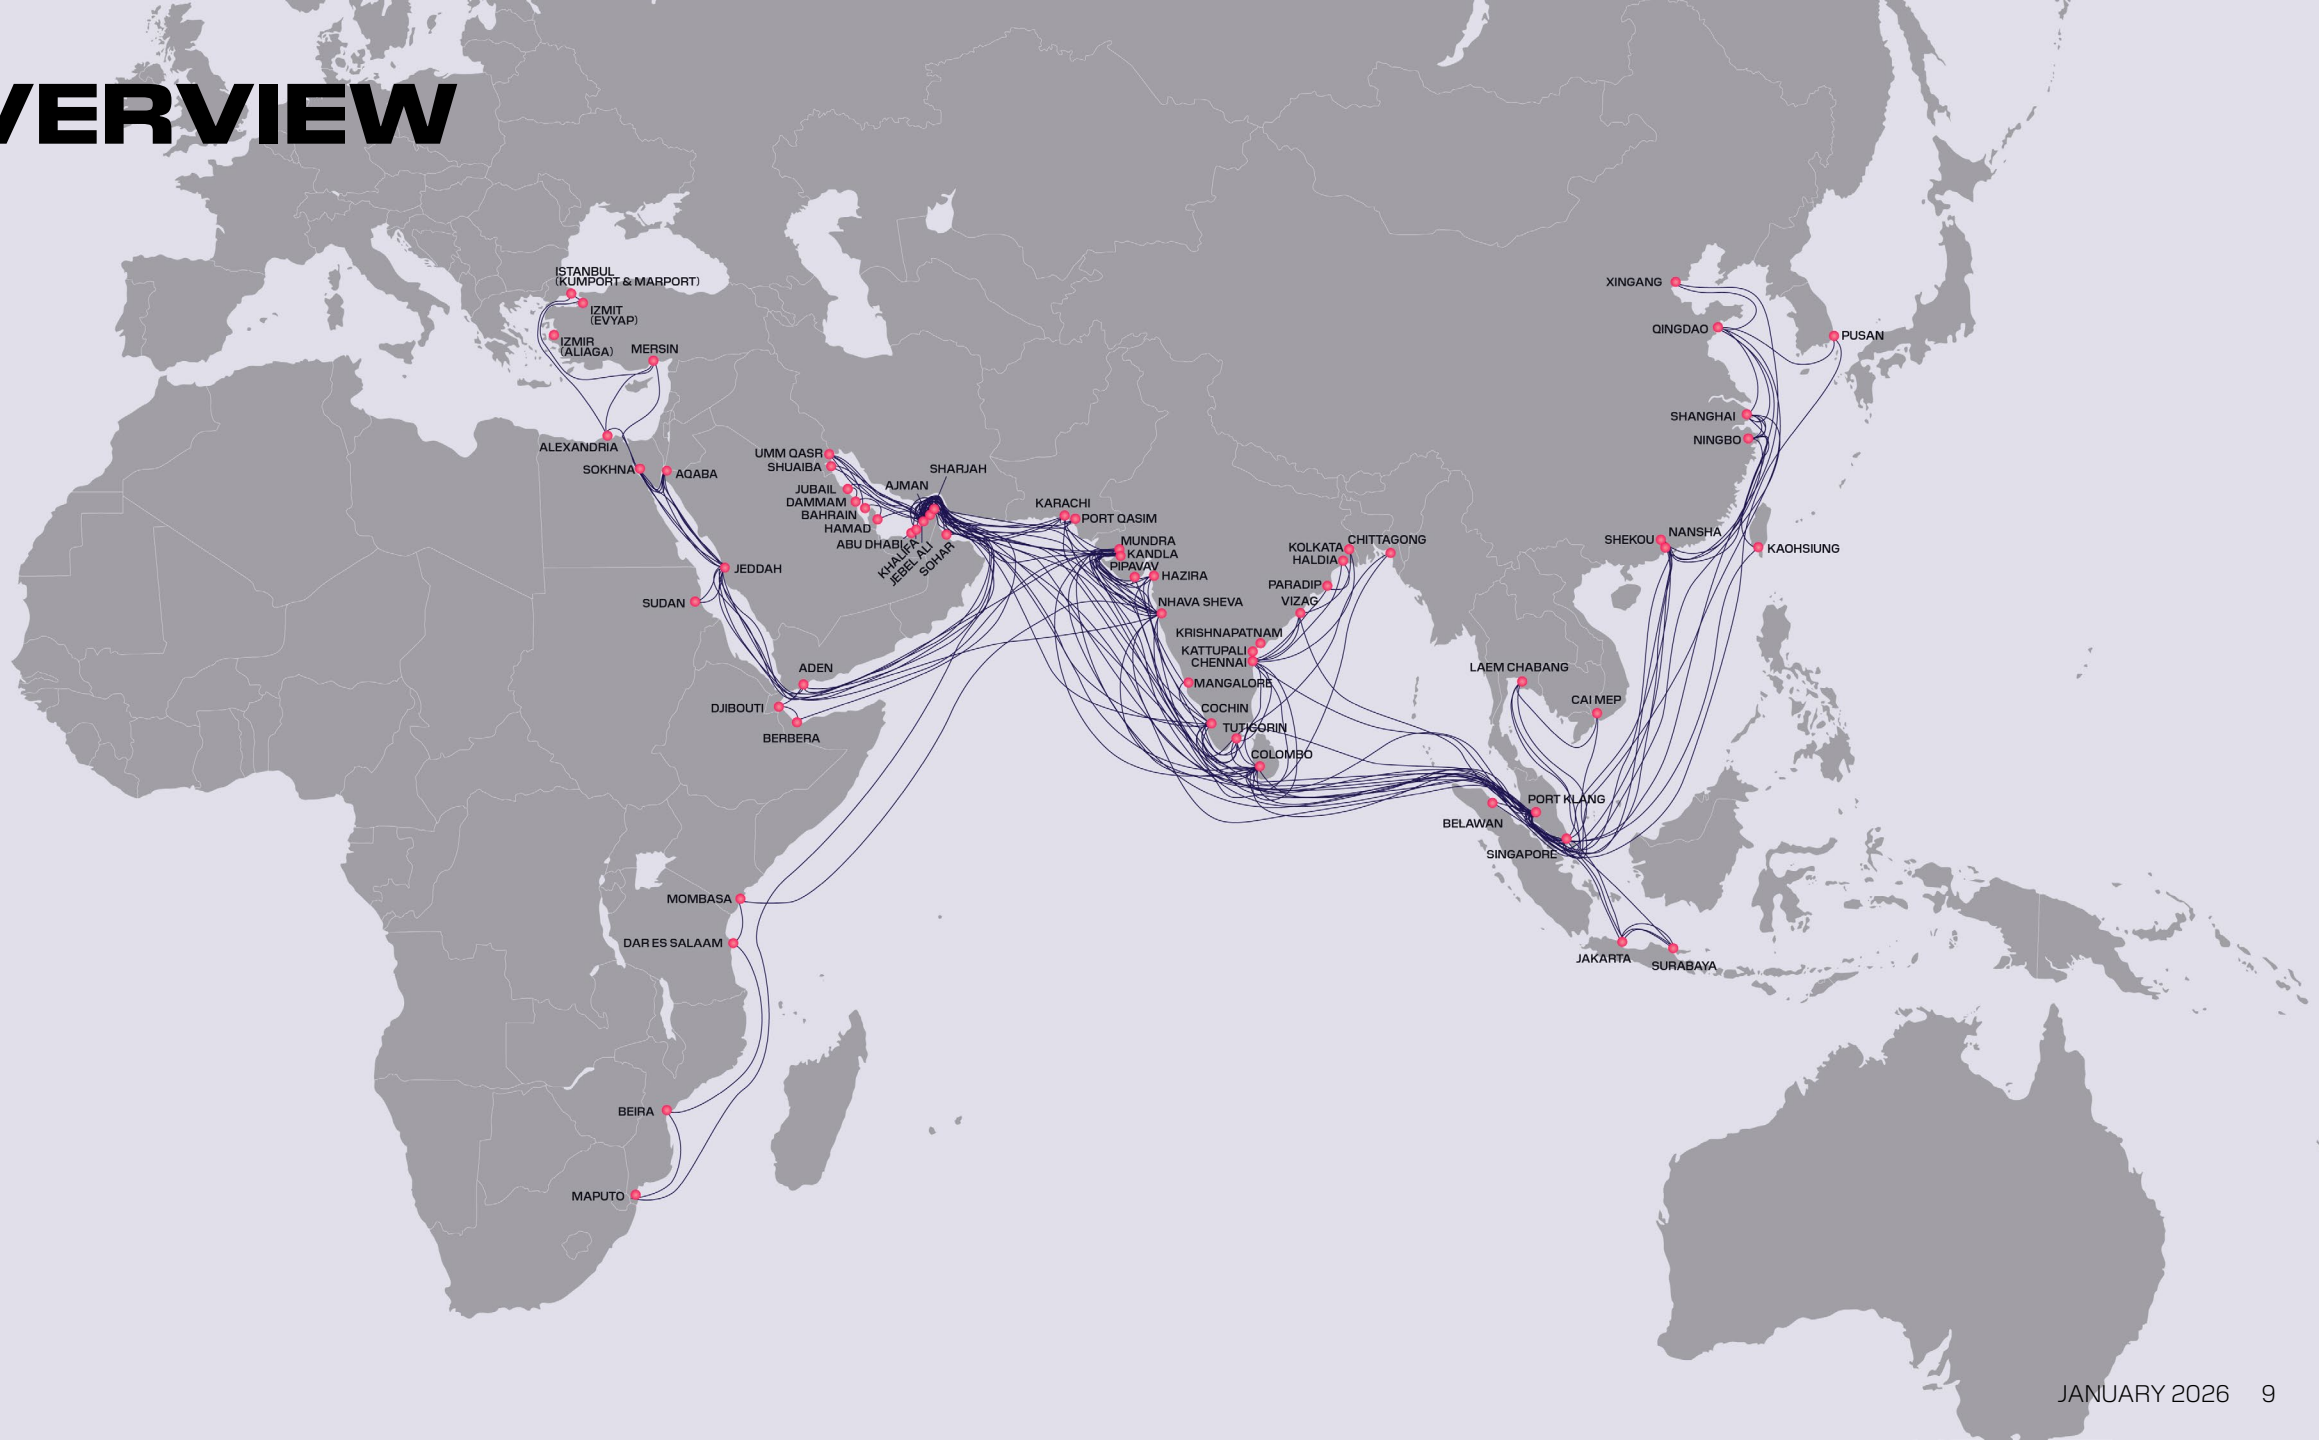 VERVIEW
ISTANBUL
(KUMPORT & MARPORT)
IZMIT
(EVYAP)
IZMIR
(ALIAGA)
MERSIN
ALEXANDRIA
SOKHNA
AQABA
UMM QASR
SHUAIBA
JUBAIL
DAMMAM
BAHRAIN
HAMAD
ABU DHABI
KHALIFA
JEBEL ALI
SOHAR
AJMAN
SHARJAH
JEDDAH
SUDAN
ADEN
DJIBOUTI
BERBERA
MOMBASA
DAR ES SALAAM
BEIRA
MAPUTO
KARACHI
PORT QASIM
MUNDRA
KANDLA
PIPAVAV
HAZIRA
NHAVA SHEVA
KOLKATA
HALDIA
CHITTAGONG
PARADIP
VIZAG
KRISHNAPATNAM
KATTUPALI
CHENNAI
MANGALORE
COCHIN
TUTICORIN
COLOMBO
XINGANG
QINGDAO
PUSAN
SHANGHAI
NINGBO
SHEKOU
NANSHA
KAOHSIUNG
LAEM CHABANG
CAI MEP
PORT KLANG
BELAWAN
SINGAPORE
JAKARTA
SURABAYA
JANUARY 2026 9